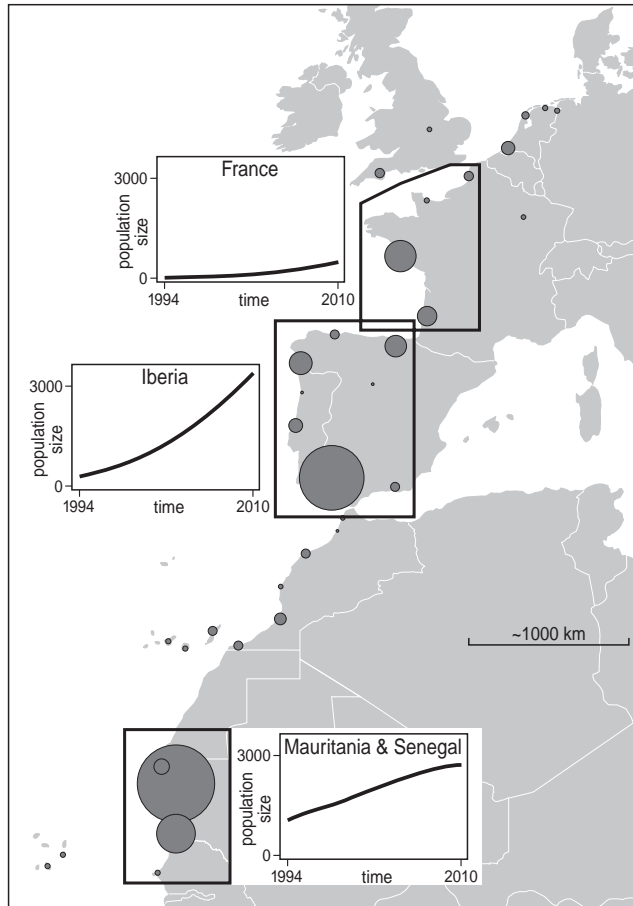 France
3000
0
population
size
1994
time
2010
Iberia
3000
0
population
size
1994
time
2010
~1000 km
Mauritania & Senegal
3000
0
population
size
1994
time
2010